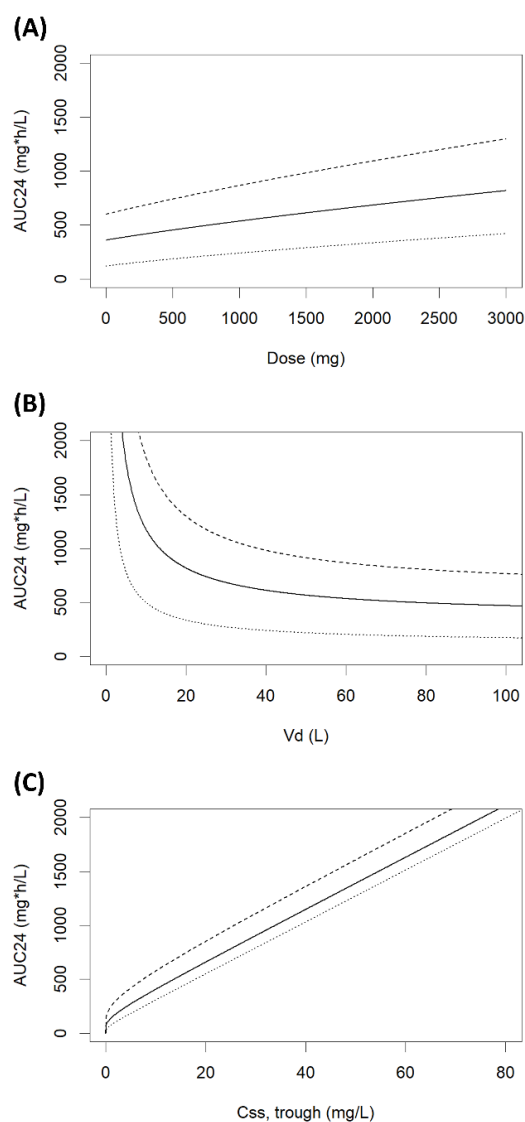 (A)
AUC24 (mg*h/L)
2000
1500
1000
500
0
0 500 1000 1500 2000 2500 3000
Dose (mg)
(B)
AUC24 (mg*h/L)
2000
1500
1000
500
0
0 20 40 60 80 100
Vd (L)
(C)
AUC24 (mg*h/L)
2000
1500
1000
500
0
0 20 40 60 80
Css, trough (mg/L)